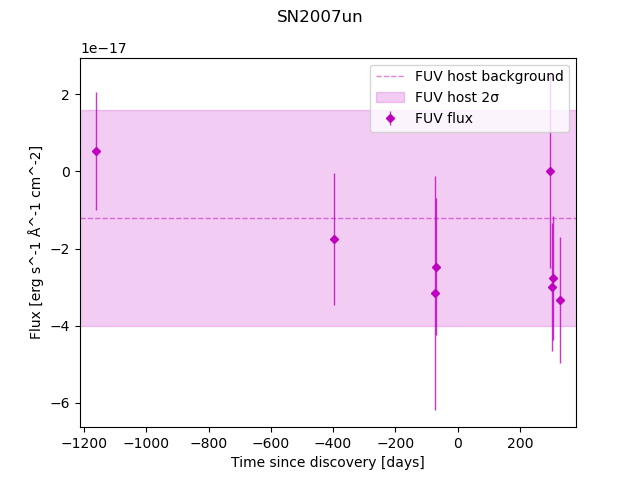 SN2007un
1e−17
FUV host background
FUV host 2σ
FUV flux
2
0
−2
−4
−6
Flux [erg s^-1 Å^-1 cm^-2]
−1200 −1000 −800 −600 −400 −200 0 200
Time since discovery [days]